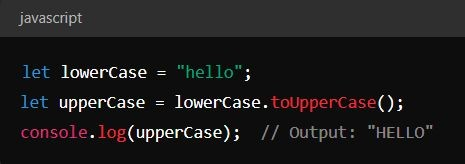 javascript
let lowerCase = "hello";
let upperCase = lowerCase.toUpperCase();
console.log(upperCase);  // Output: "HELLO"